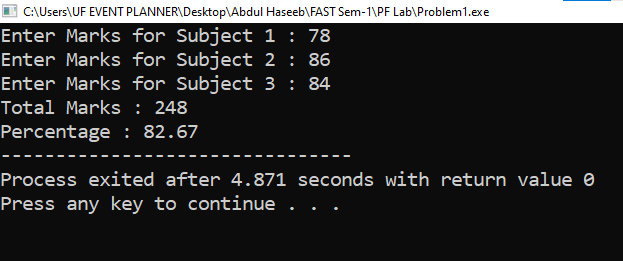 C:\Users\UF EVENT PLANNER\Desktop\Abdul Haseeb\FAST Sem-1\PF Lab\Problem1.exe
Enter Marks for Subject 1 : 78
Enter Marks for Subject 2 : 86
Enter Marks for Subject 3 : 84
Total Marks : 248
Percentage : 82.67
--------------------------------
Process exited after 4.871 seconds with return value 0
Press any key to continue . . .